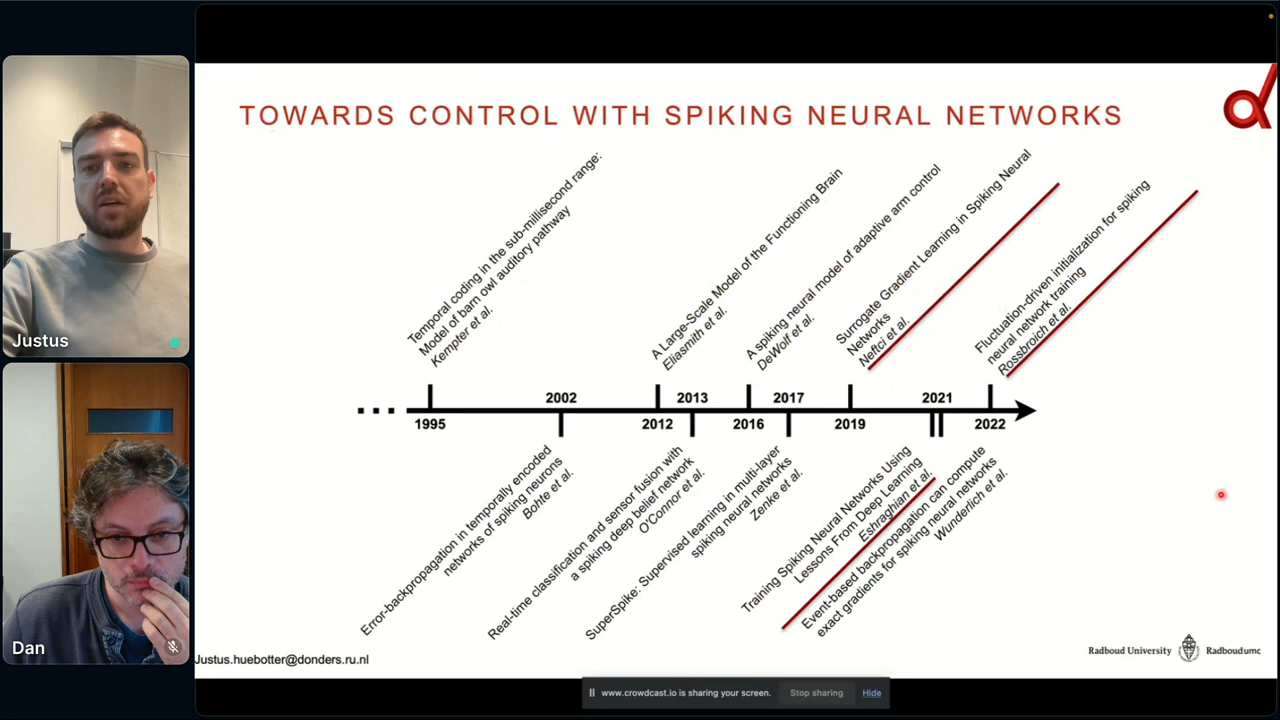 TOWARDS CONTROL WITH SPIKING NEURAL NETWORKS
Temporal coding in the sub-millisecond range:
Model of barn owl auditory pathway
Kempter et al.
A Large-Scale Model of the Functioning Brain
Eliasmith et al.
A spiking neural model of adaptive arm control
DeWolf et al.
Surrogate Gradient Learning in Spiking Neural
Networks
Neftci et al.
Fluctuation-driven initialization for spiking
neural network training
Rossbroich et al.
2002
2013
2017
2021
1995
2012
2016
2019
2022
Error-backpropagation in temporally encoded
networks of spiking neurons
Bohte et al.
Real-time classification and sensor fusion with
a spiking deep belief network
O'Connor et al.
SuperSpike: Supervised learning in multi-layer
spiking neural networks
Zenke et al.
Training Spiking Neural Networks Using
Lessons From Deep Learning
Eshraghian et al.
Event-based backpropagation can compute
exact gradients for spiking neural networks
Wunderlich et al.
Justus
Dan
Justus.huebotter@donders.ru.nl
Radboud University
Radboudumc
www.crowdcast.io is sharing your screen.
Stop sharing
Hide